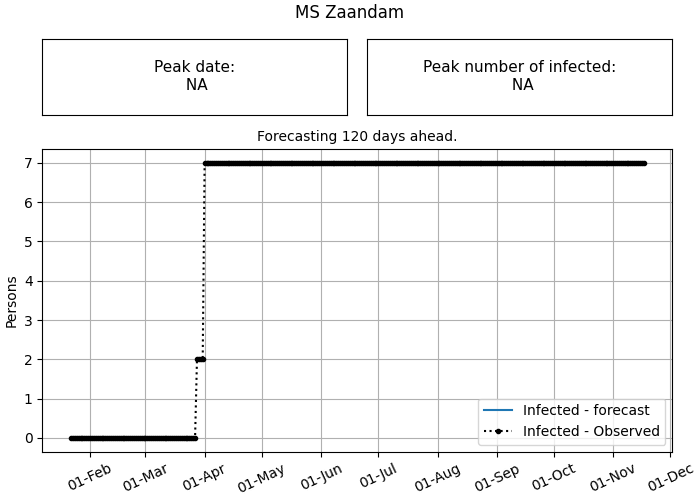 MS Zaandam
Peak date:
NA
Peak number of infected:
NA
Forecasting 120 days ahead.
Persons
7
6
5
4
3
2
1
0
Infected - forecast
Infected - Observed
01-Feb
01-Mar
01-Apr
01-May
01-Jun
01-Jul
01-Aug
01-Sep
01-Oct
01-Nov
01-Dec